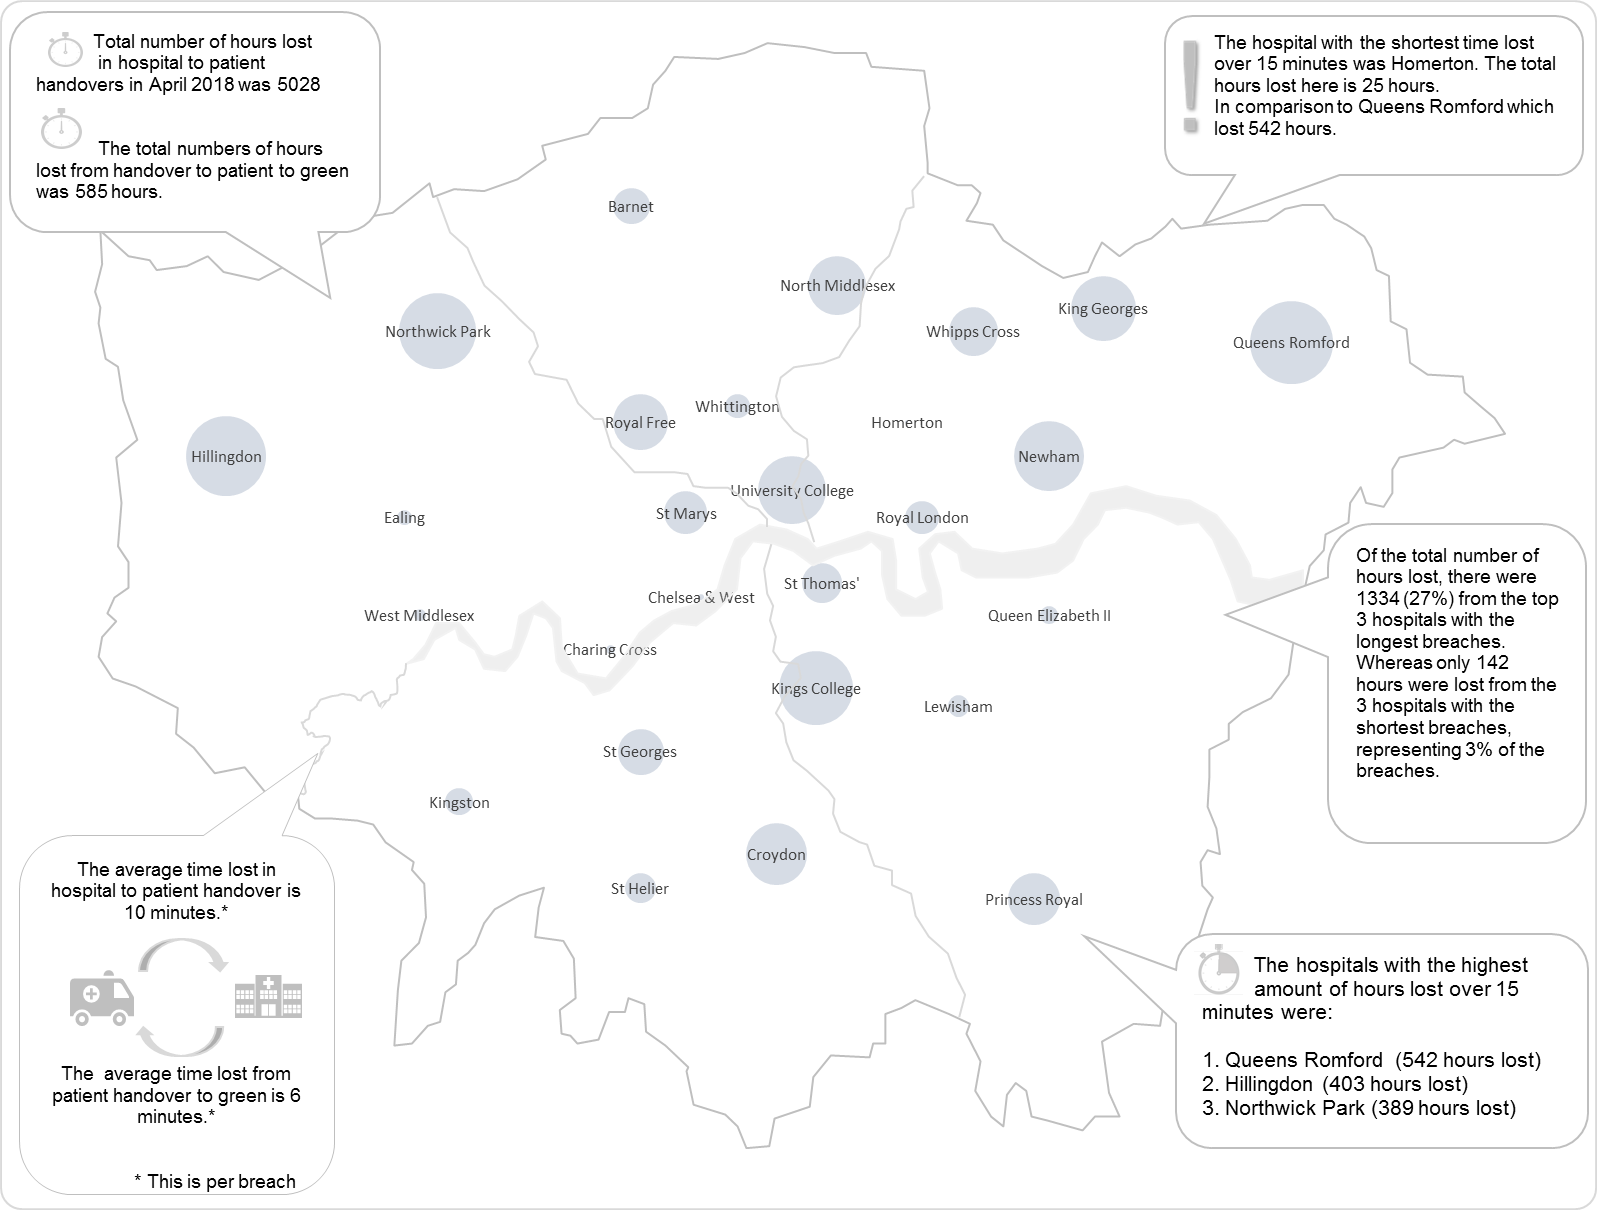 Total number of hours lost
in hospital to patient
handovers in April 2018 was 5028
The total numbers of hours
lost from handover to patient to green
was 585 hours.
The hospital with the shortest time lost
over 15 minutes was Homerton. The total
hours lost here is 25 hours.
In comparison to Queens Romford which
lost 542 hours.
Barnet
North Middlesex
King Georges
Northwick Park
Whipps Cross
Queens Romford
Whittington
Royal Free
Homerton
Hillingdon
Newham
University College
St Marys
Ealing
Royal London
St Thomas'
Chelsea & West
West Middlesex
Queen Elizabeth II
Charing Cross
Kings College
Lewisham
St Georges
Kingston
Croydon
St Helier
Princess Royal
Of the total number of
hours lost, there were
1334 (27%) from the top
3 hospitals with the
longest breaches.
Whereas only 142
hours were lost from the
3 hospitals with the
shortest breaches,
representing 3% of the
breaches.
The average time lost in
hospital to patient handover is
10 minutes.*
The average time lost from
patient handover to green is 6
minutes.*
* This is per breach
The hospitals with the highest
amount of hours lost over 15
minutes were:
1. Queens Romford (542 hours lost)
2. Hillingdon (403 hours lost)
3. Northwick Park (389 hours lost)